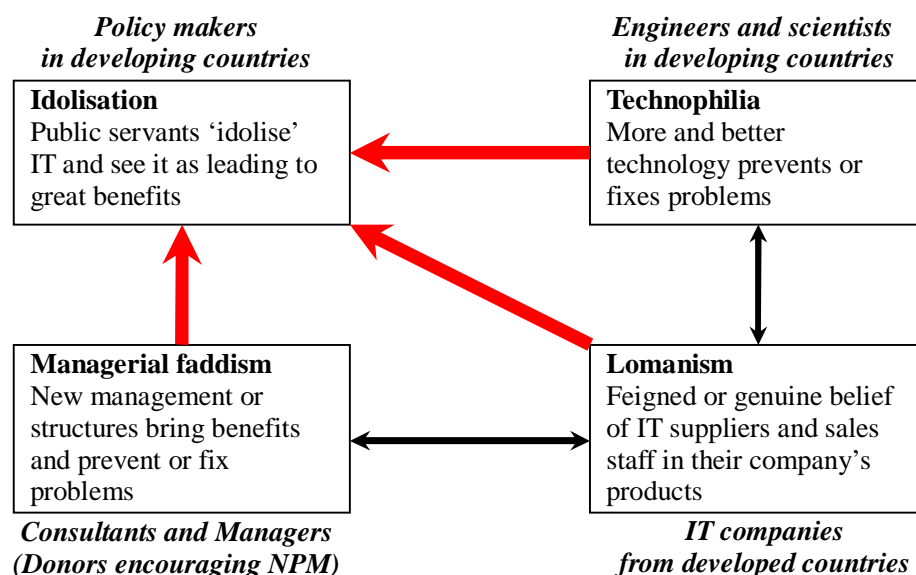 Policy makers
in developing countries
Idolisation
Public servants ‘idolise’
IT and see it as leading to
great benefits
Engineers and scientists
in developing countries
Technophilia
More and better
technology prevents or
fixes problems
Managerial faddism
New management or
structures bring benefits
and prevent or fix
problems
Consultants and Managers
(Donors encouraging NPM)
Lomanism
Feigned or genuine belief
of IT suppliers and sales
staff in their company’s
products
IT companies
from developed countries